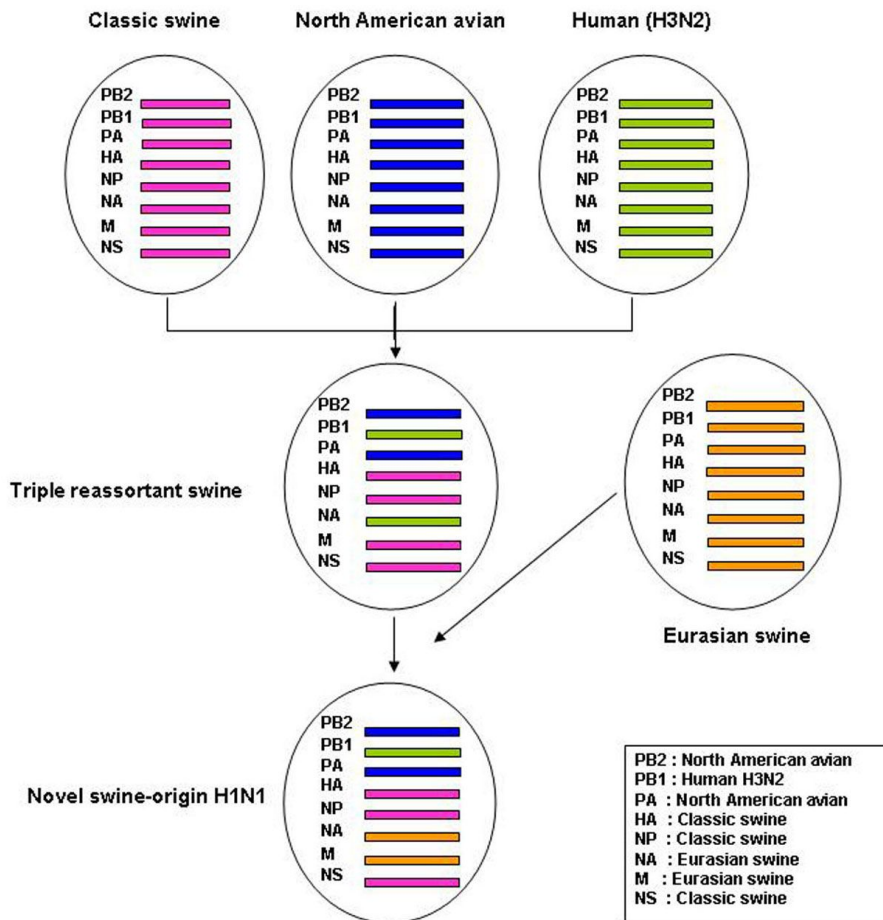 Classic swine
North American avian
Human (H3N2)
PB2
PB1
PA
HA
NP
NA
M
NS
PB2
PB1
PA
HA
NP
NA
M
NS
PB2
PB1
PA
HA
NP
NA
M
NS
Triple reassortant swine
PB2
PB1
PA
HA
NP
NA
M
NS
PB2
PB1
PA
HA
NP
NA
M
NS
Eurasian swine
Novel swine-origin H1N1
PB2
PB1
PA
HA
NP
NA
M
NS
PB2 : North American avian
PB1 : Human H3N2
PA : North American avian
HA : Classic swine
NP : Classic swine
NA : Eurasian swine
M : Eurasian swine
NS : Classic swine